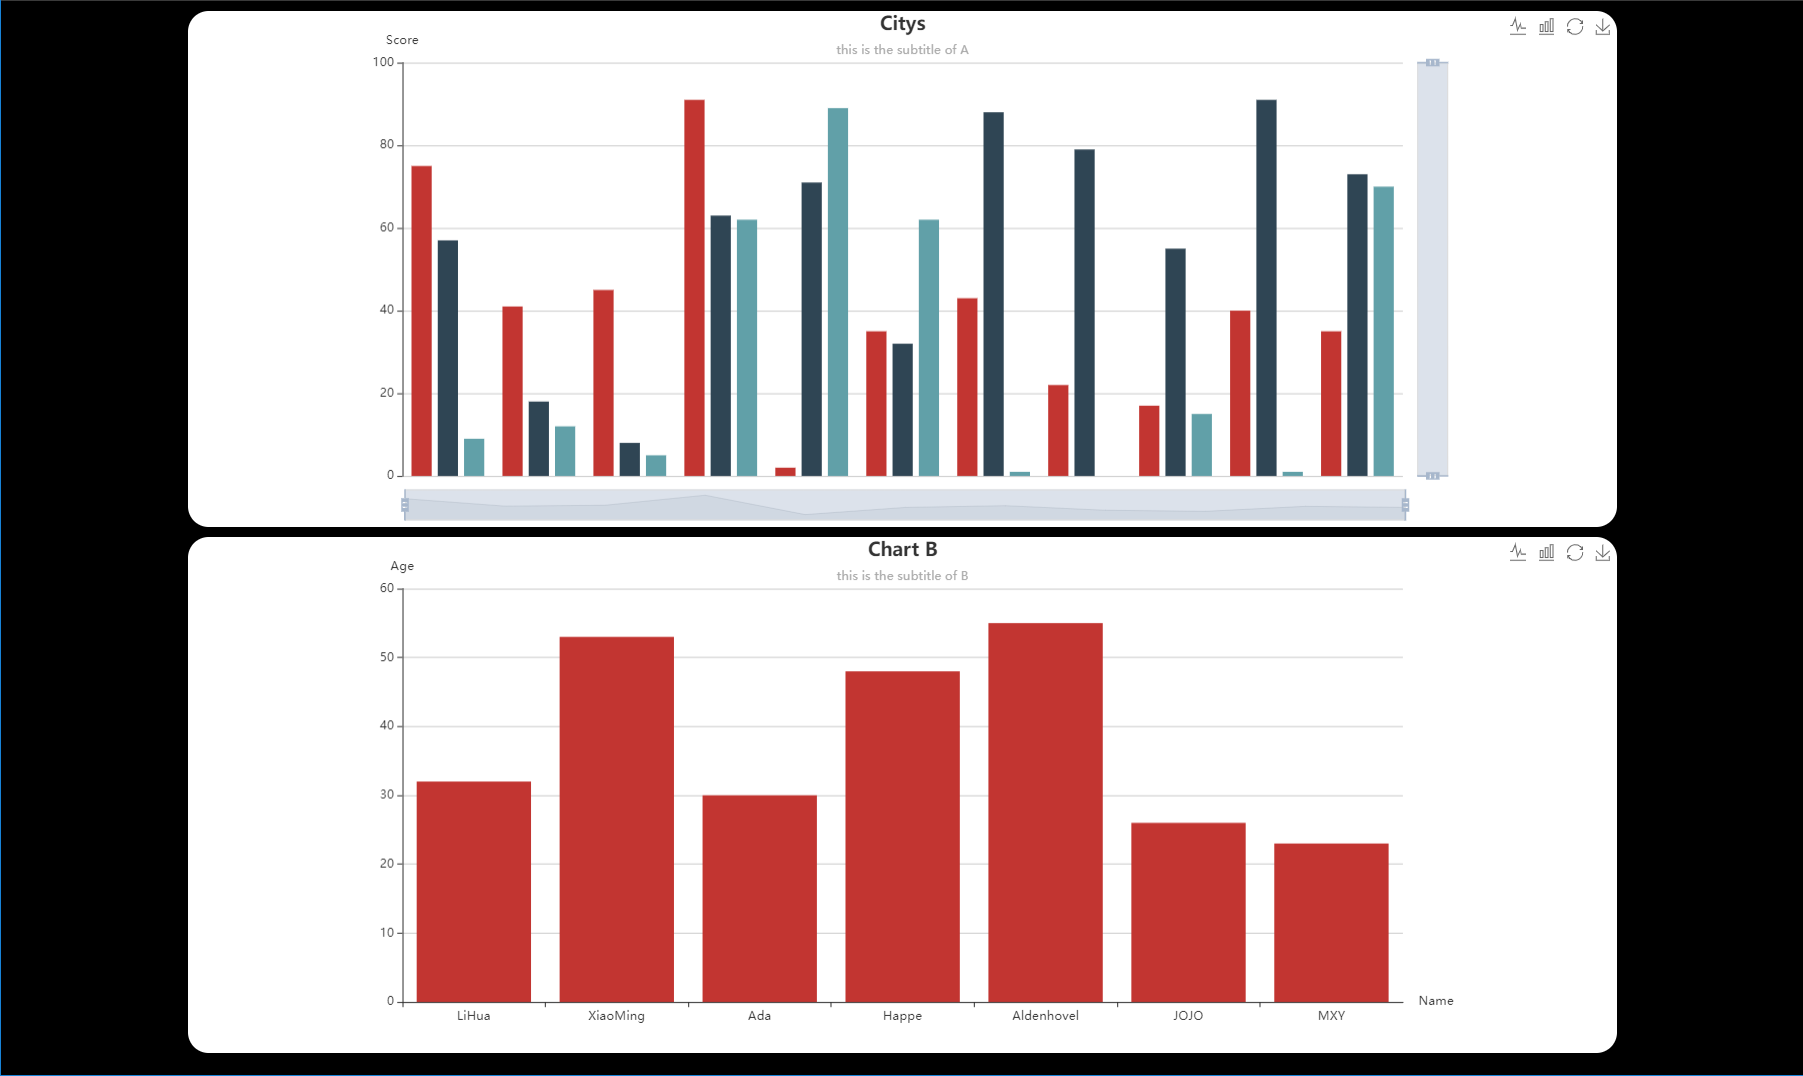 Citys
Score
this is the subtitle of A
100
80
60
40
20
0
Chart B
Age
this is the subtitle of B
60
50
40
30
20
10
0
Name
LiHua XiaoMing Ada Happe Aldenhovel JOJO MXY